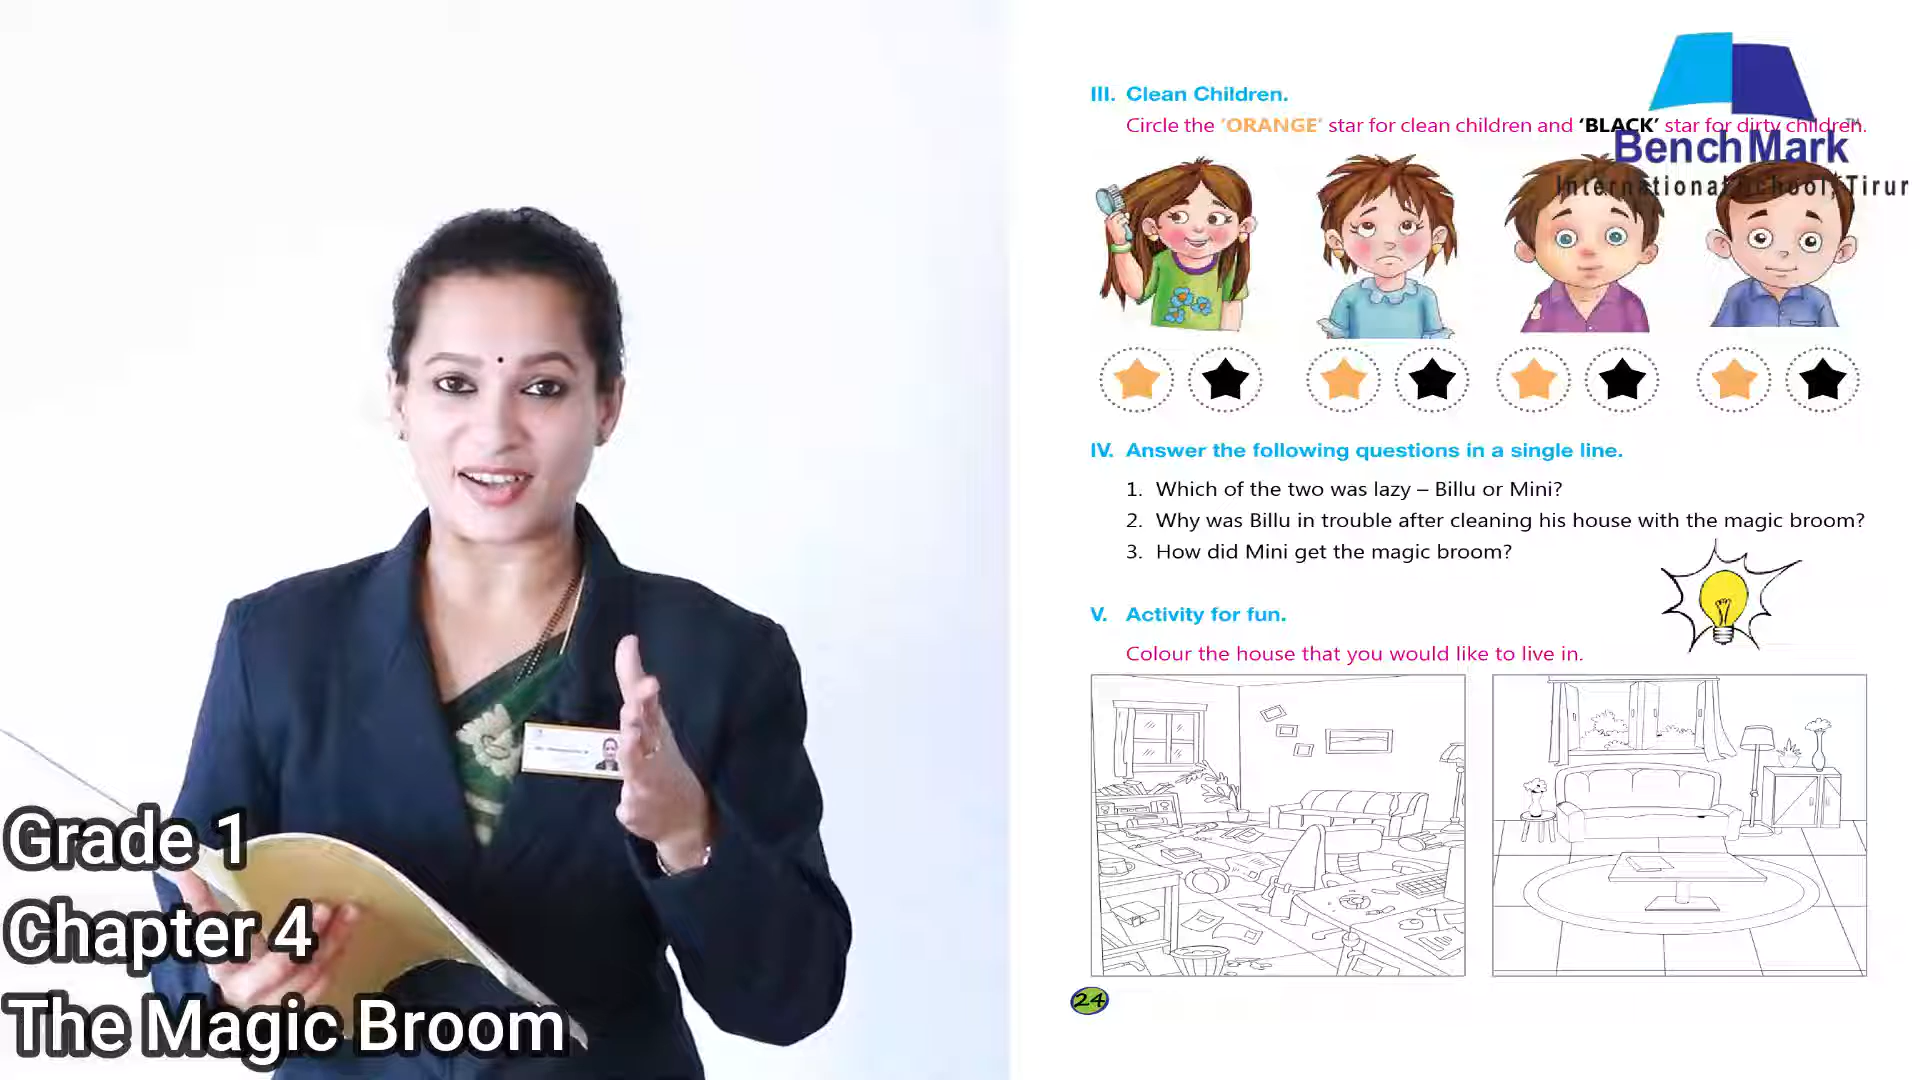 III. Clean Children.
Circle the ‘ORANGE’ star for clean children and ‘BLACK’ star for dirty children.
BenchMark
TM
International School, Tirur
IV. Answer the following questions in a single line.
1. Which of the two was lazy – Billu or Mini?
2. Why was Billu in trouble after cleaning his house with the magic broom?
3. How did Mini get the magic broom?
V. Activity for fun.
Colour the house that you would like to live in.
24
Grade 1
Chapter 4
The Magic Broom